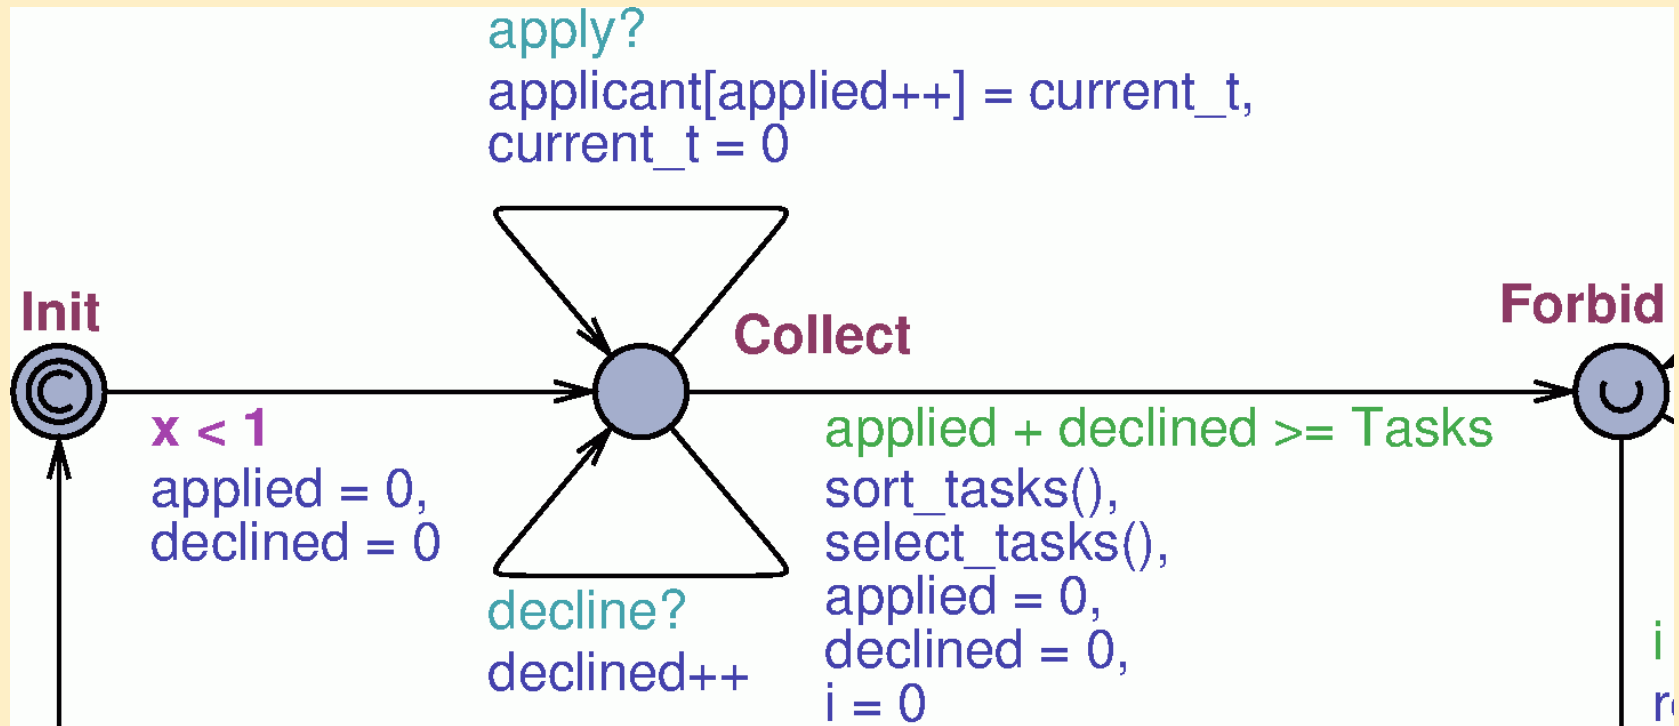 apply?
applicant[applied++] = current_t,
current_t = 0
Init
Collect
Forbid
x < 1
applied = 0,
declined = 0
applied + declined >= Tasks
sort_tasks(),
select_tasks(),
applied = 0,
declined = 0,
i = 0
decline?
declined++
i